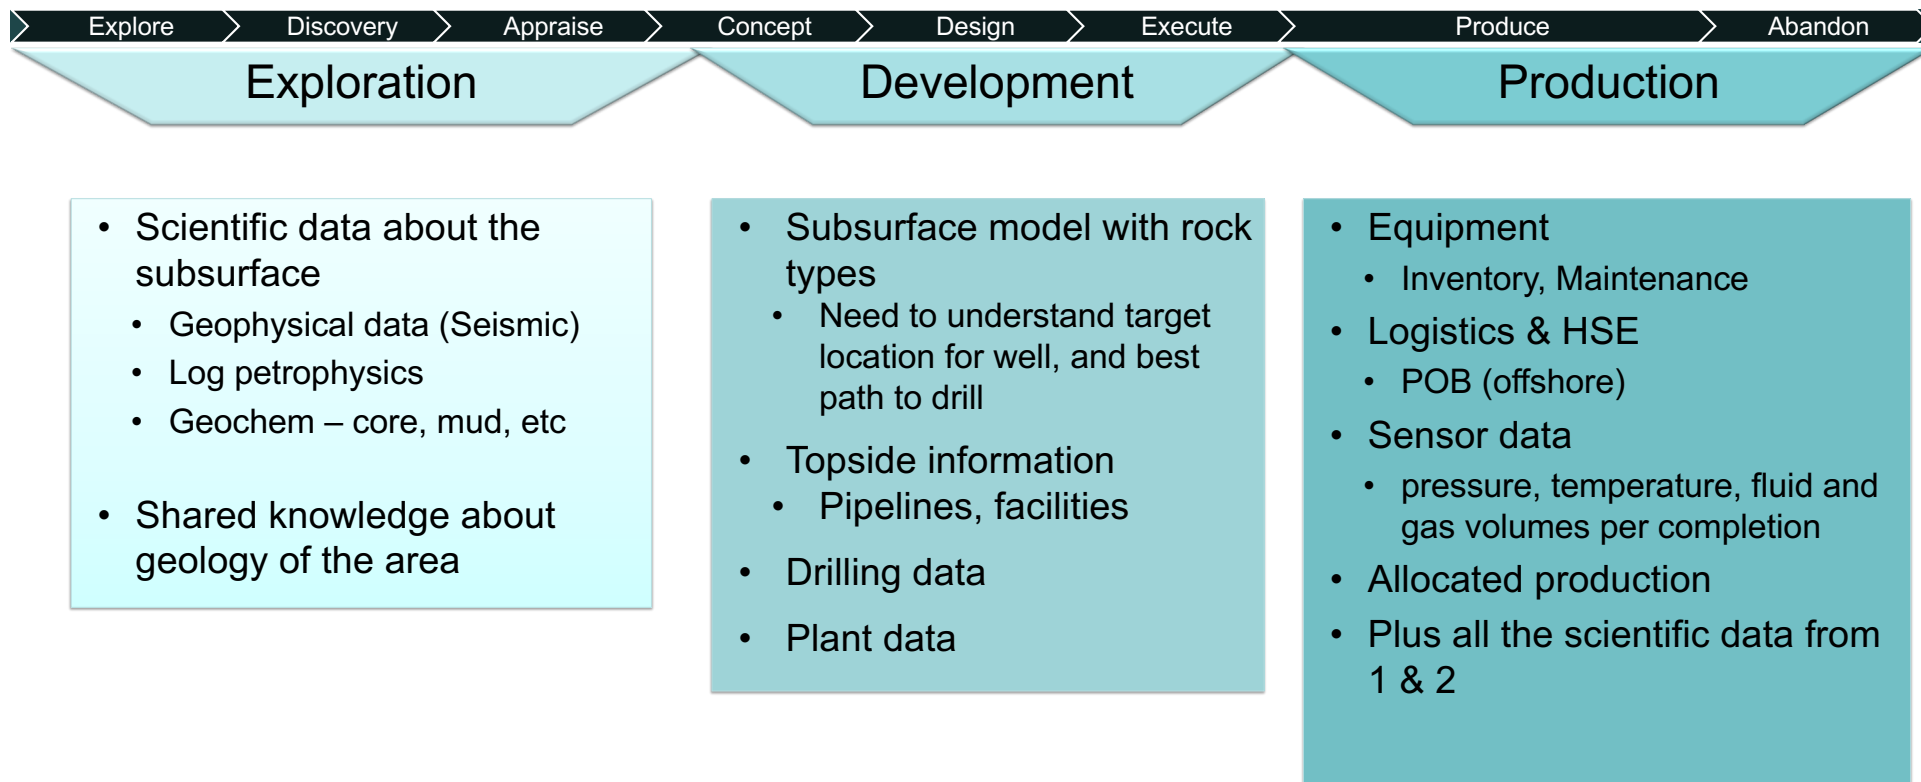 Explore Discovery Appraise Concept Design Execute Produce Abandon
Exploration Development Production
• Scientific data about the
subsurface
• Geophysical data (Seismic)
• Log petrophysics
• Geochem – core, mud, etc
• Shared knowledge about
geology of the area
• Subsurface model with rock
types
• Need to understand target
location for well, and best
path to drill
• Topside information
• Pipelines, facilities
• Drilling data
• Plant data
• Equipment
• Inventory, Maintenance
• Logistics & HSE
• POB (offshore)
• Sensor data
• pressure, temperature, fluid and
gas volumes per completion
• Allocated production
• Plus all the scientific data from
1 & 2